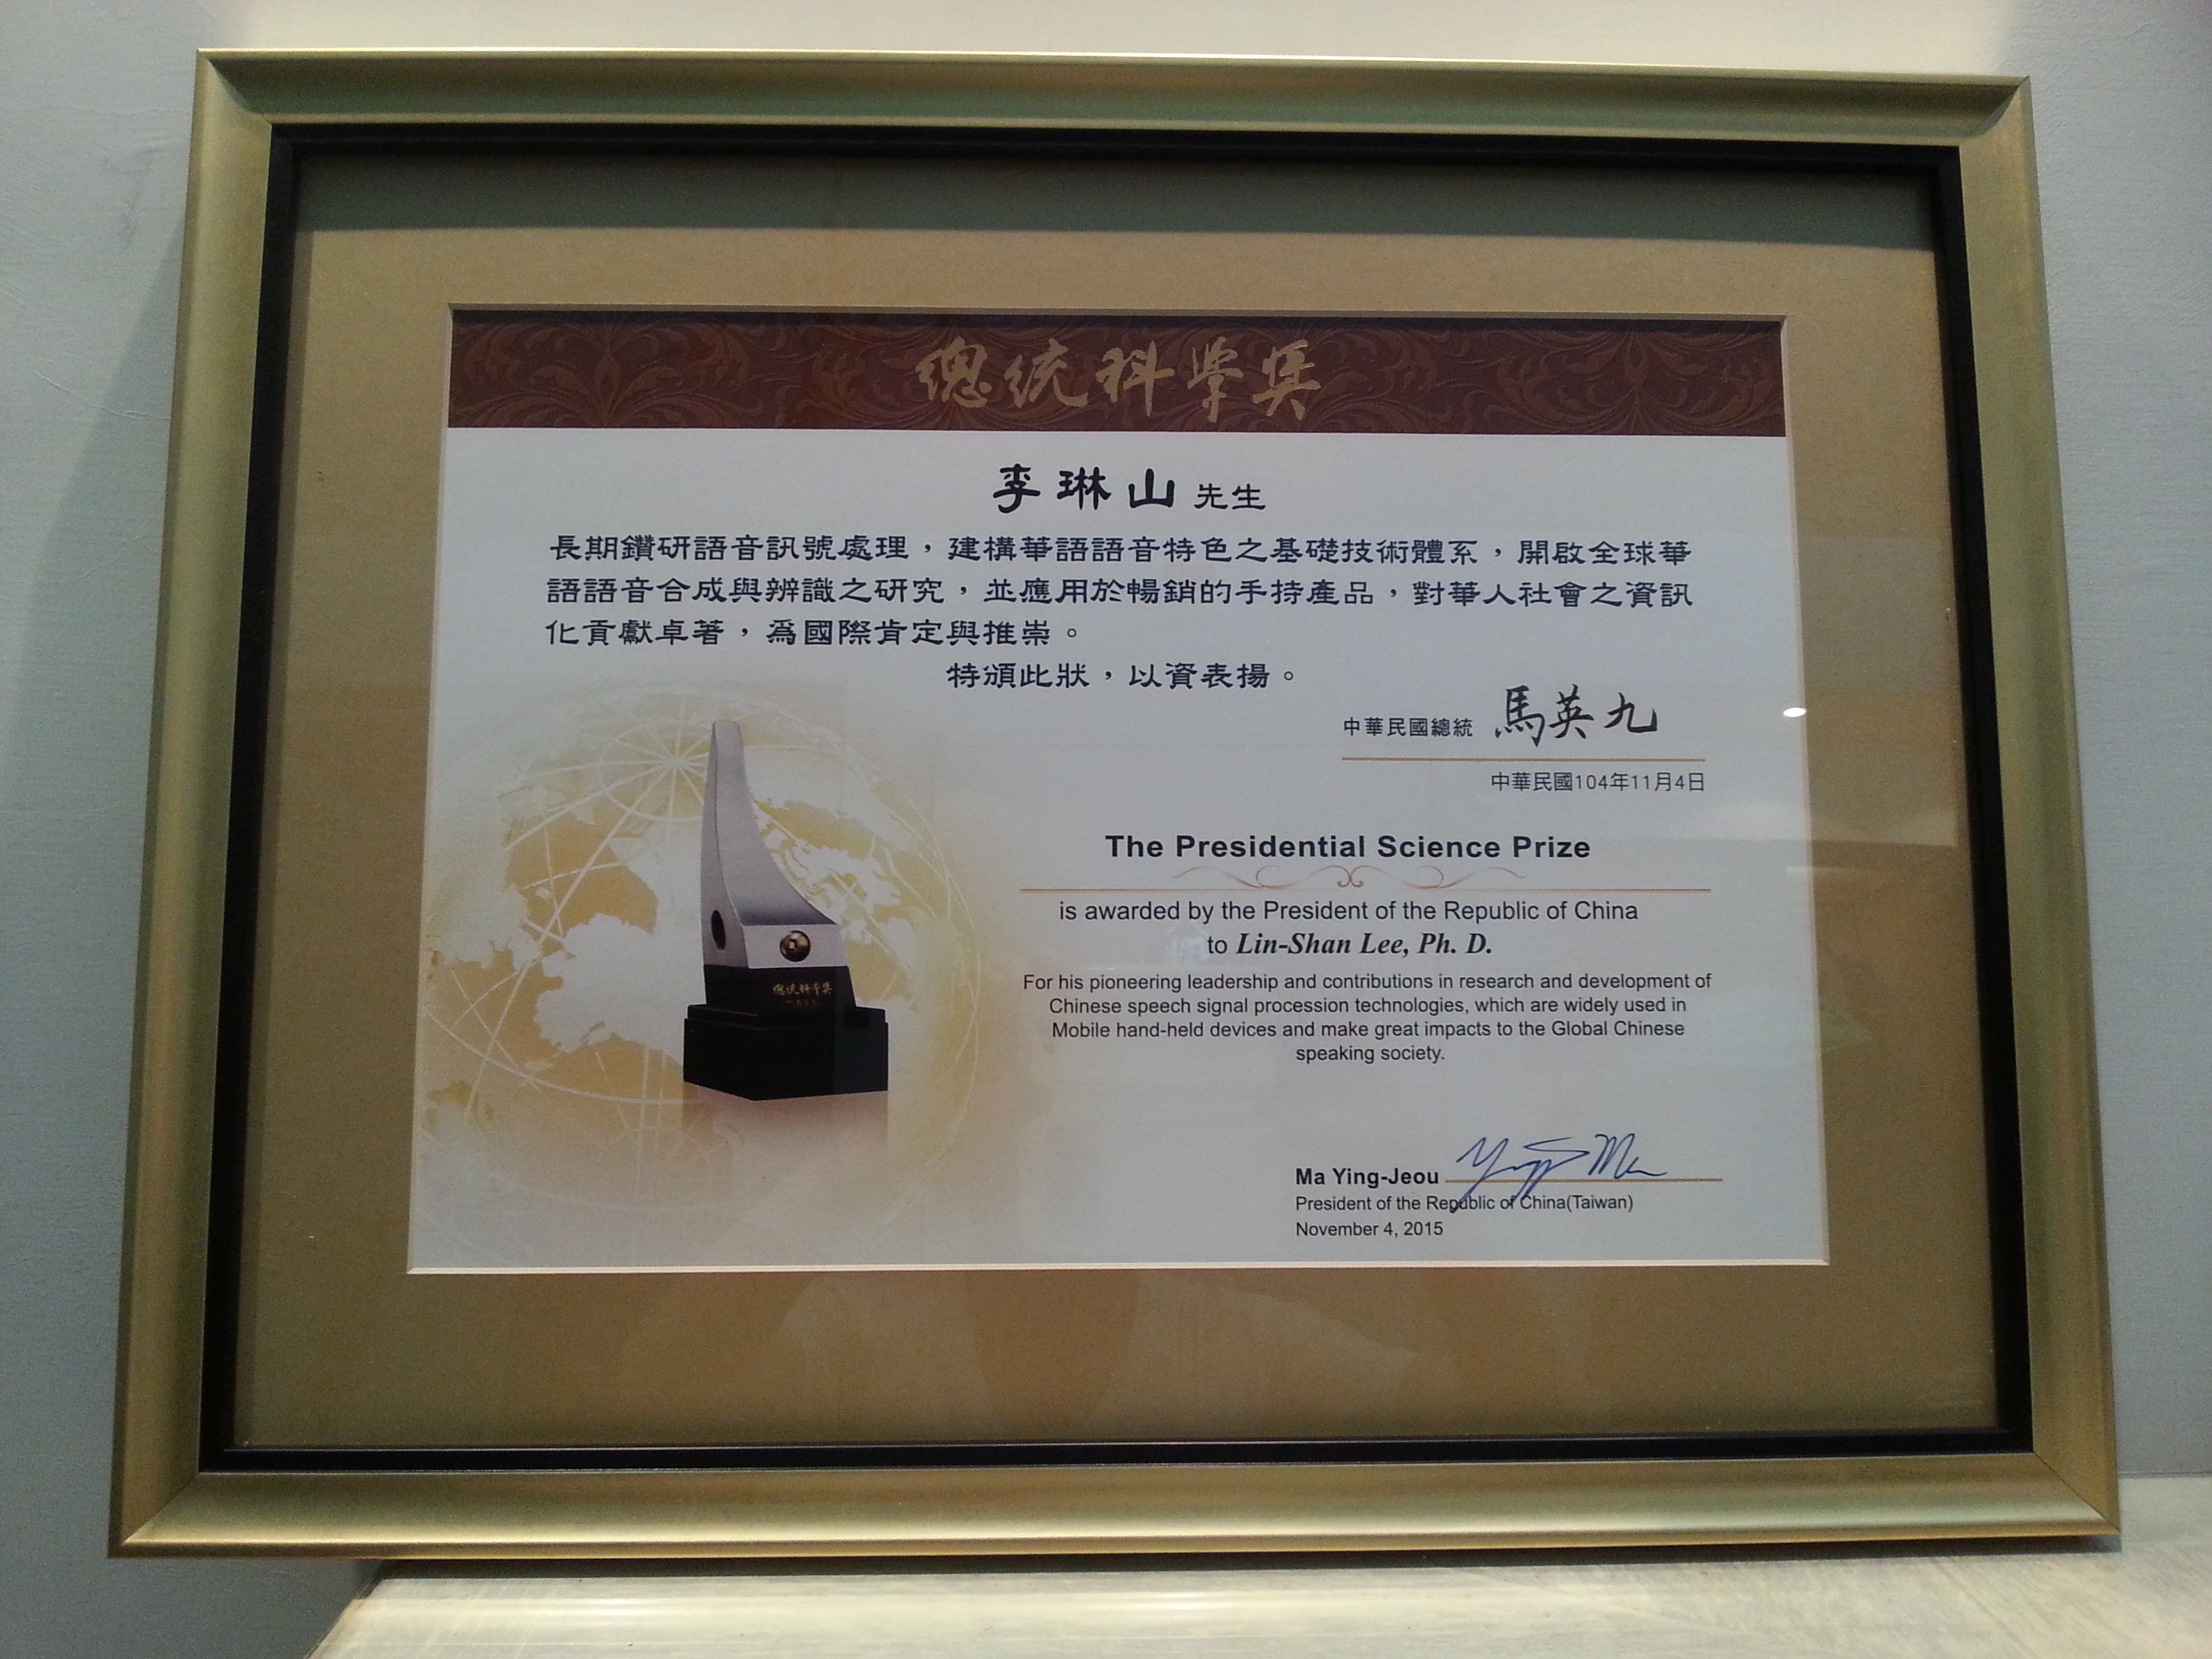 總統科學獎
李琳山 先生
長期鑽研語音訊號處理，建構華語語音特色之基礎技術體系，開啟全球華
語語音合成與辨識之研究，並應用於暢銷的手持產品，對華人社會之資訊
化貢獻卓著，為國際肯定與推崇。
特頒此狀，以資表揚。
中華民國總統 馬英九
中華民國104年11月4日
The Presidential Science Prize
is awarded by the President of the Republic of China
to Lin-Shan Lee, Ph. D.
總統科學獎
For his pioneering leadership and contributions in research and development of
Chinese speech signal procession technologies, which are widely used in
Mobile hand-held devices and make great impacts to the Global Chinese
speaking society.
Ma Ying-Jeou
President of the Republic of China(Taiwan)
November 4, 2015